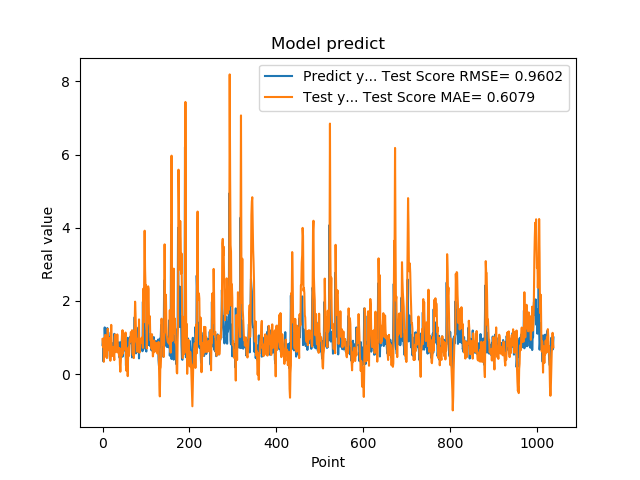 Model predict
Predict y... Test Score RMSE= 0.9602
Test y... Test Score MAE= 0.6079
8
6
4
2
0
Real value
0 200 400 600 800 1000
Point